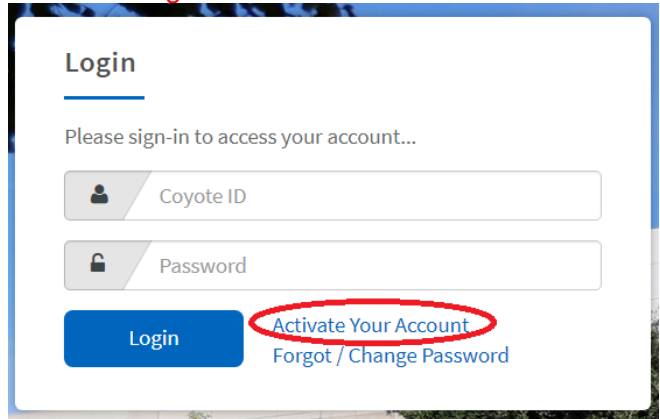 Login
Please sign-in to access your account...
Coyote ID
Password
Login
Activate Your Account
Forgot / Change Password